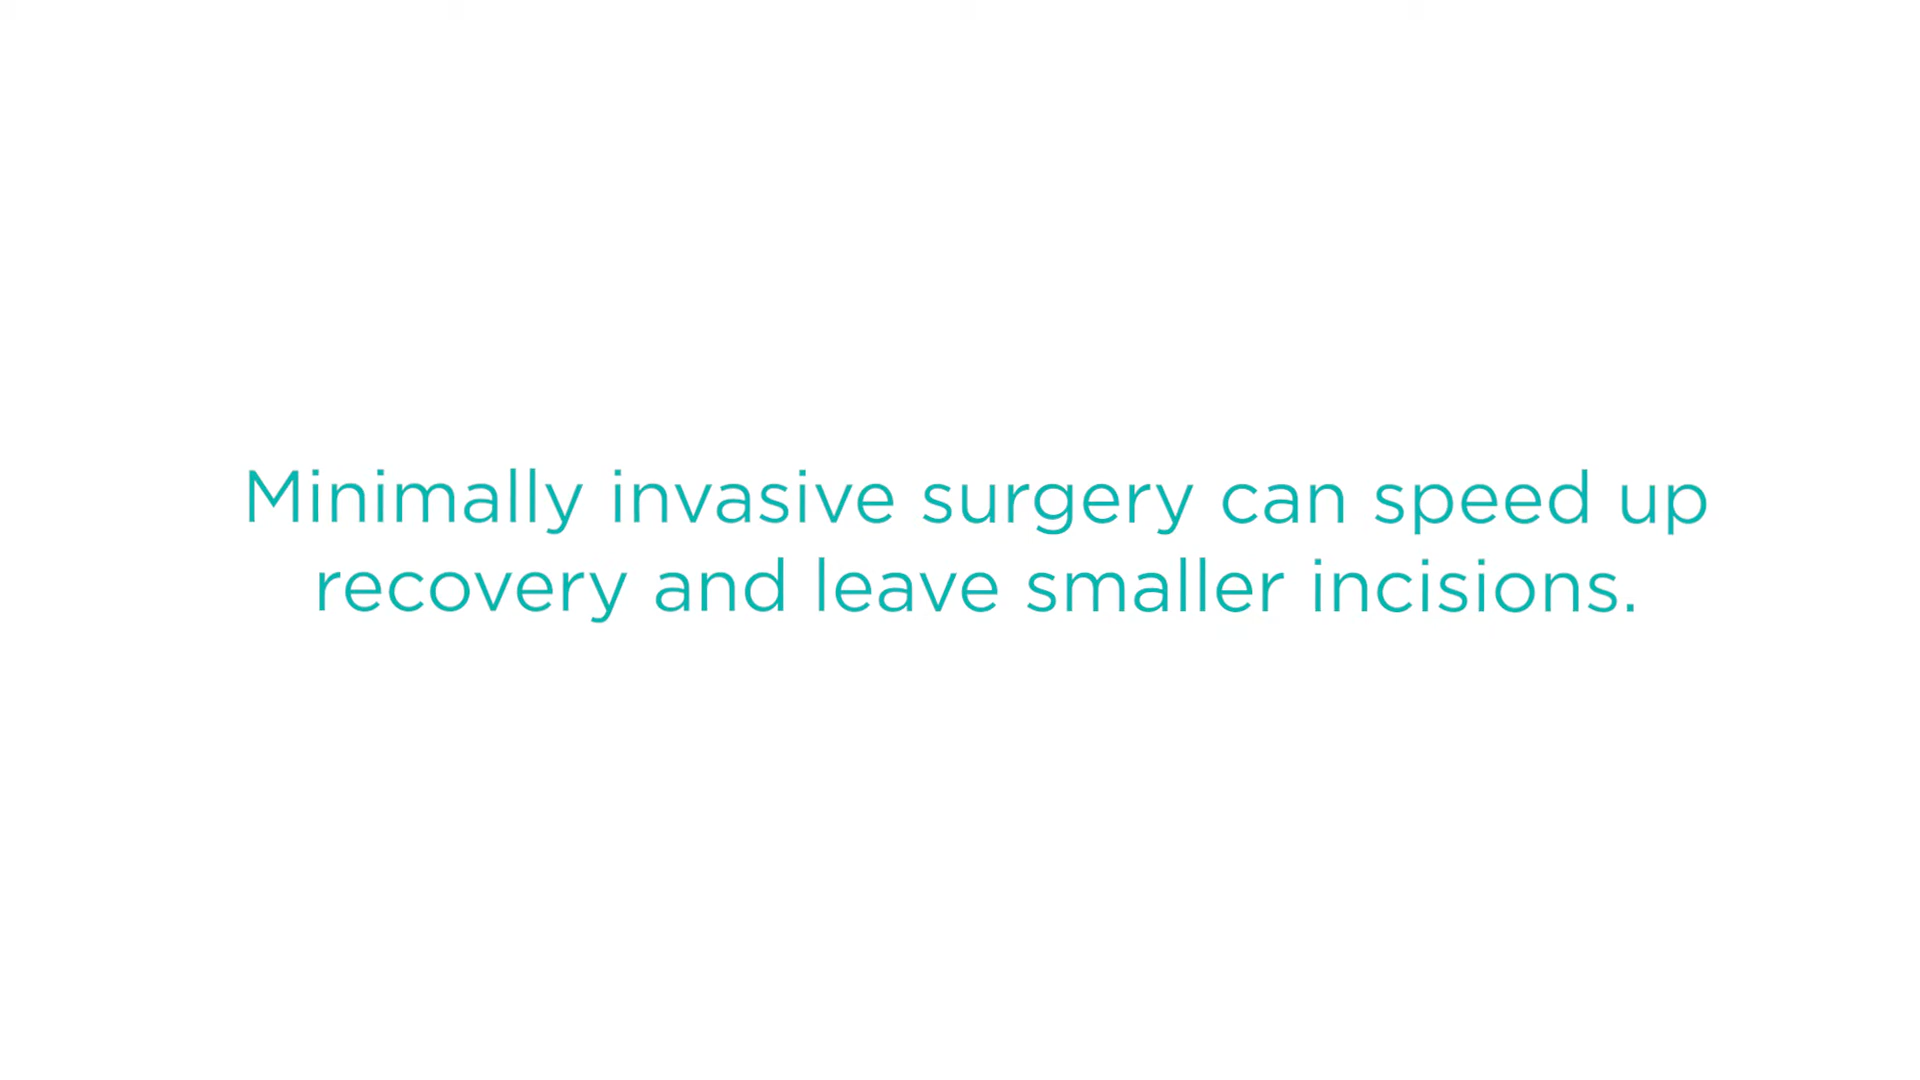 Minimally invasive surgery can speed up
recovery and leave smaller incisions.